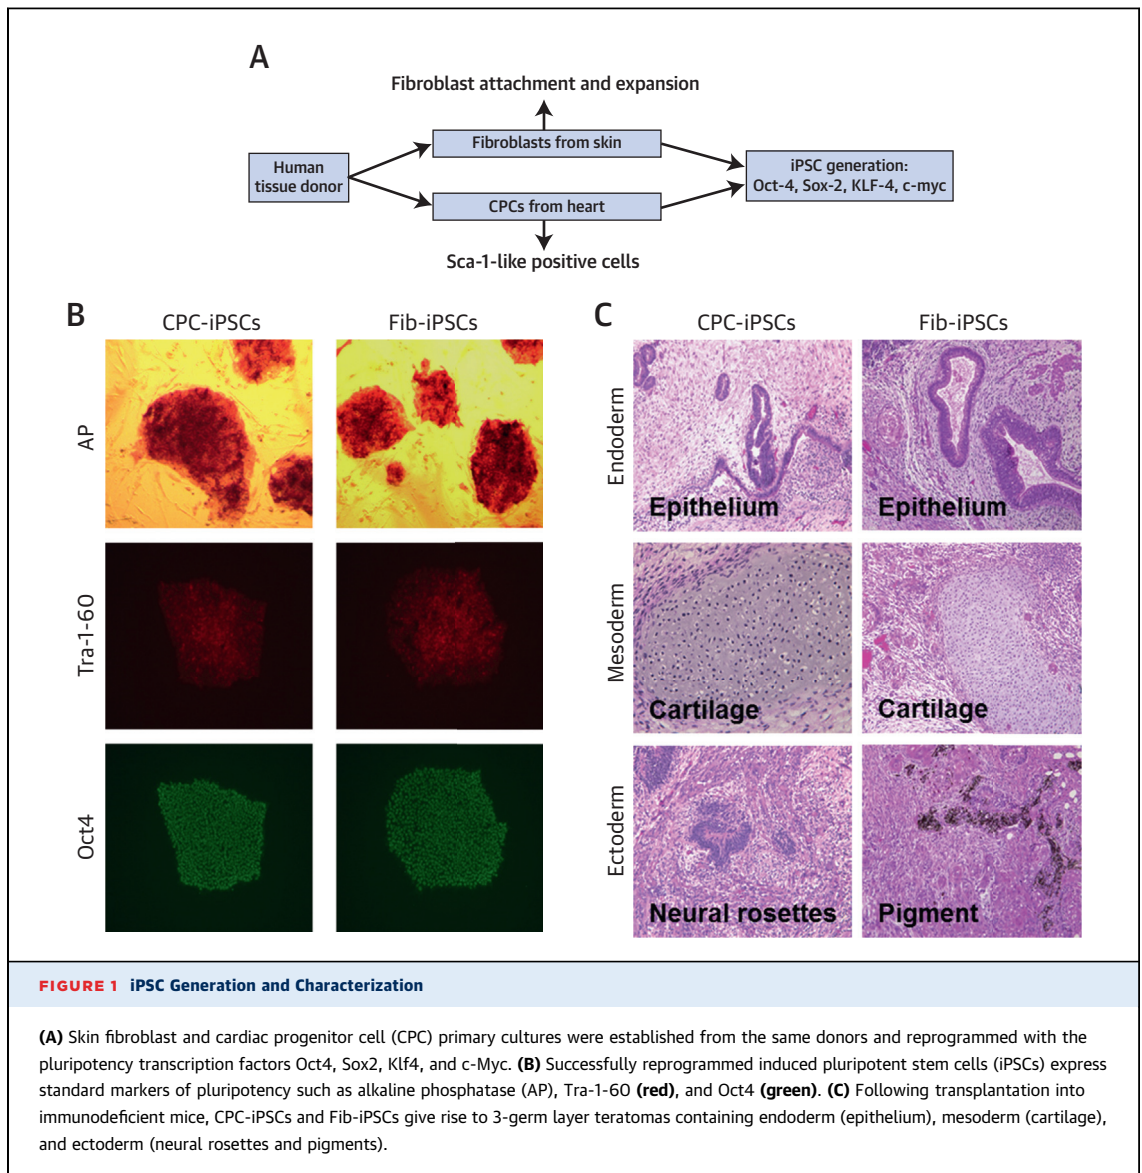 A
Fibroblast attachment and expansion
Fibroblasts from skin
Human
tissue donor
iPSC generation:
Oct-4, Sox-2, KLF-4, c-myc
CPCs from heart
Sca-1-like positive cells
B
CPC-iPSCs
Fib-iPSCs
AP
Tra-1-60
Oct4
C
CPC-iPSCs
Fib-iPSCs
Endoderm
Epithelium
Epithelium
Mesoderm
Cartilage
Cartilage
Ectoderm
Neural rosettes
Pigment
FIGURE 1 iPSC Generation and Characterization
(A) Skin fibroblast and cardiac progenitor cell (CPC) primary cultures were established from the same donors and reprogrammed with the
pluripotency transcription factors Oct4, Sox2, Klf4, and c-Myc. (B) Successfully reprogrammed induced pluripotent stem cells (iPSCs) express
standard markers of pluripotency such as alkaline phosphatase (AP), Tra-1-60 (red), and Oct4 (green). (C) Following transplantation into
immunodeficient mice, CPC-iPSCs and Fib-iPSCs give rise to 3-germ layer teratomas containing endoderm (epithelium), mesoderm (cartilage),
and ectoderm (neural rosettes and pigments).